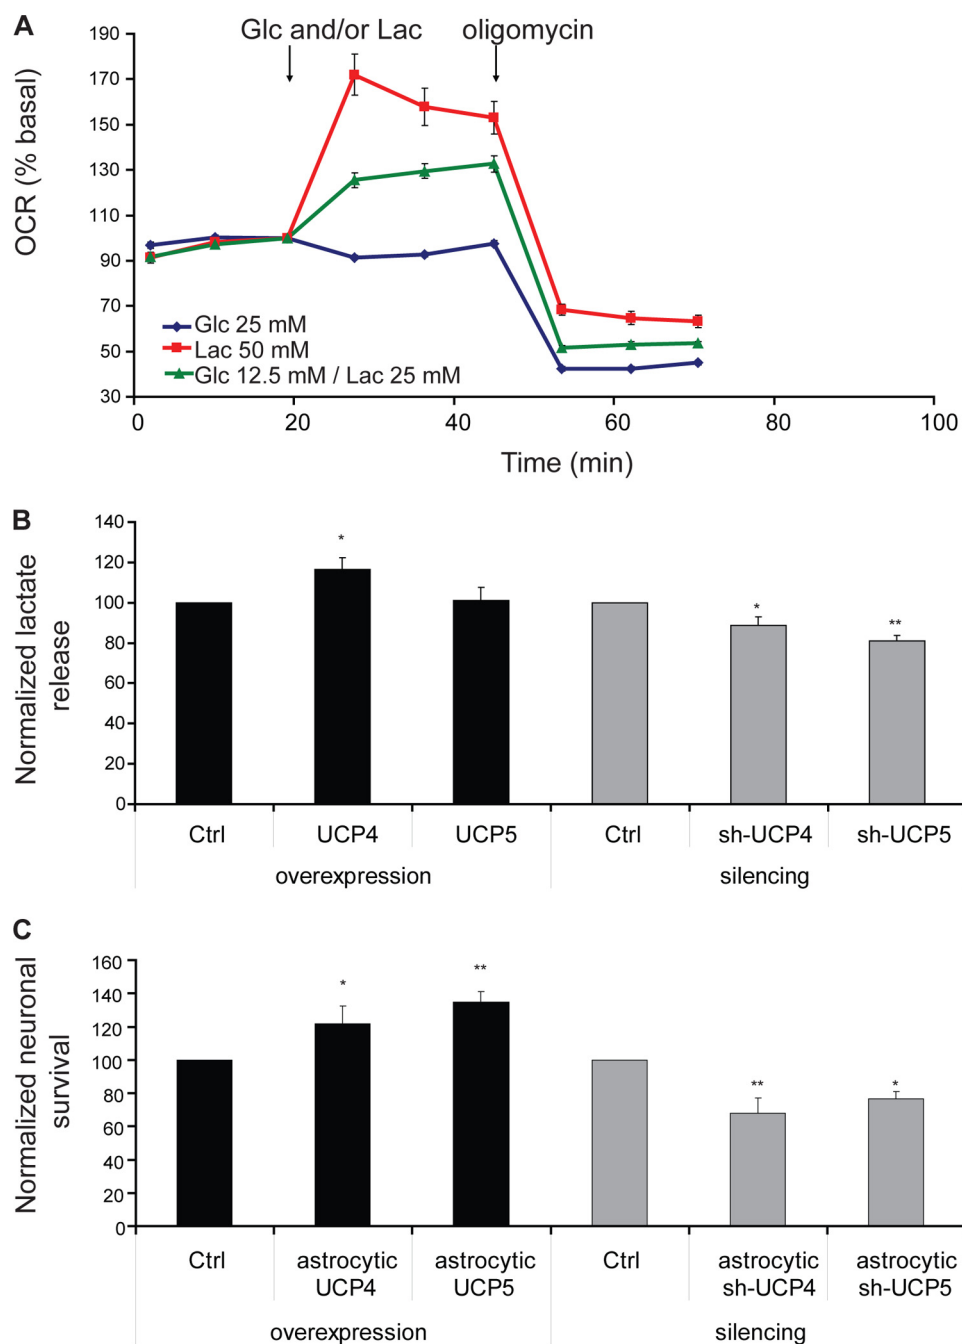 A
Glc and/or Lac
oligomycin
OCR (% basal)
190
170
150
130
110
90
70
50
30
Glc 25 mM
Lac 50 mM
Glc 12.5 mM / Lac 25 mM
0
20
40
60
80
100
Time (min)
B
Normalized lactate
release
140
120
100
80
60
40
20
0
*
*
**
Ctrl
UCP4
UCP5
Ctrl
sh-UCP4
sh-UCP5
overexpression
silencing
C
Normalized neuronal
survival
160
140
120
100
80
60
40
20
0
*
**
**
*
Ctrl
astrocytic
UCP4
astrocytic
UCP5
Ctrl
astrocytic
sh-UCP4
astrocytic
sh-UCP5
overexpression
silencing